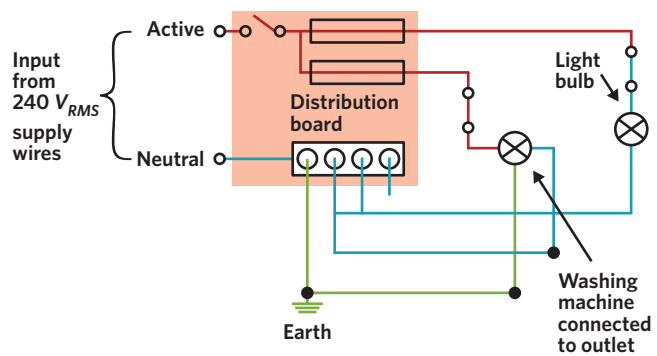 Active
Input
from
240 V_RMS
supply
wires
Neutral
Distribution
board
Light
bulb
Washing
machine
connected
to outlet
Earth